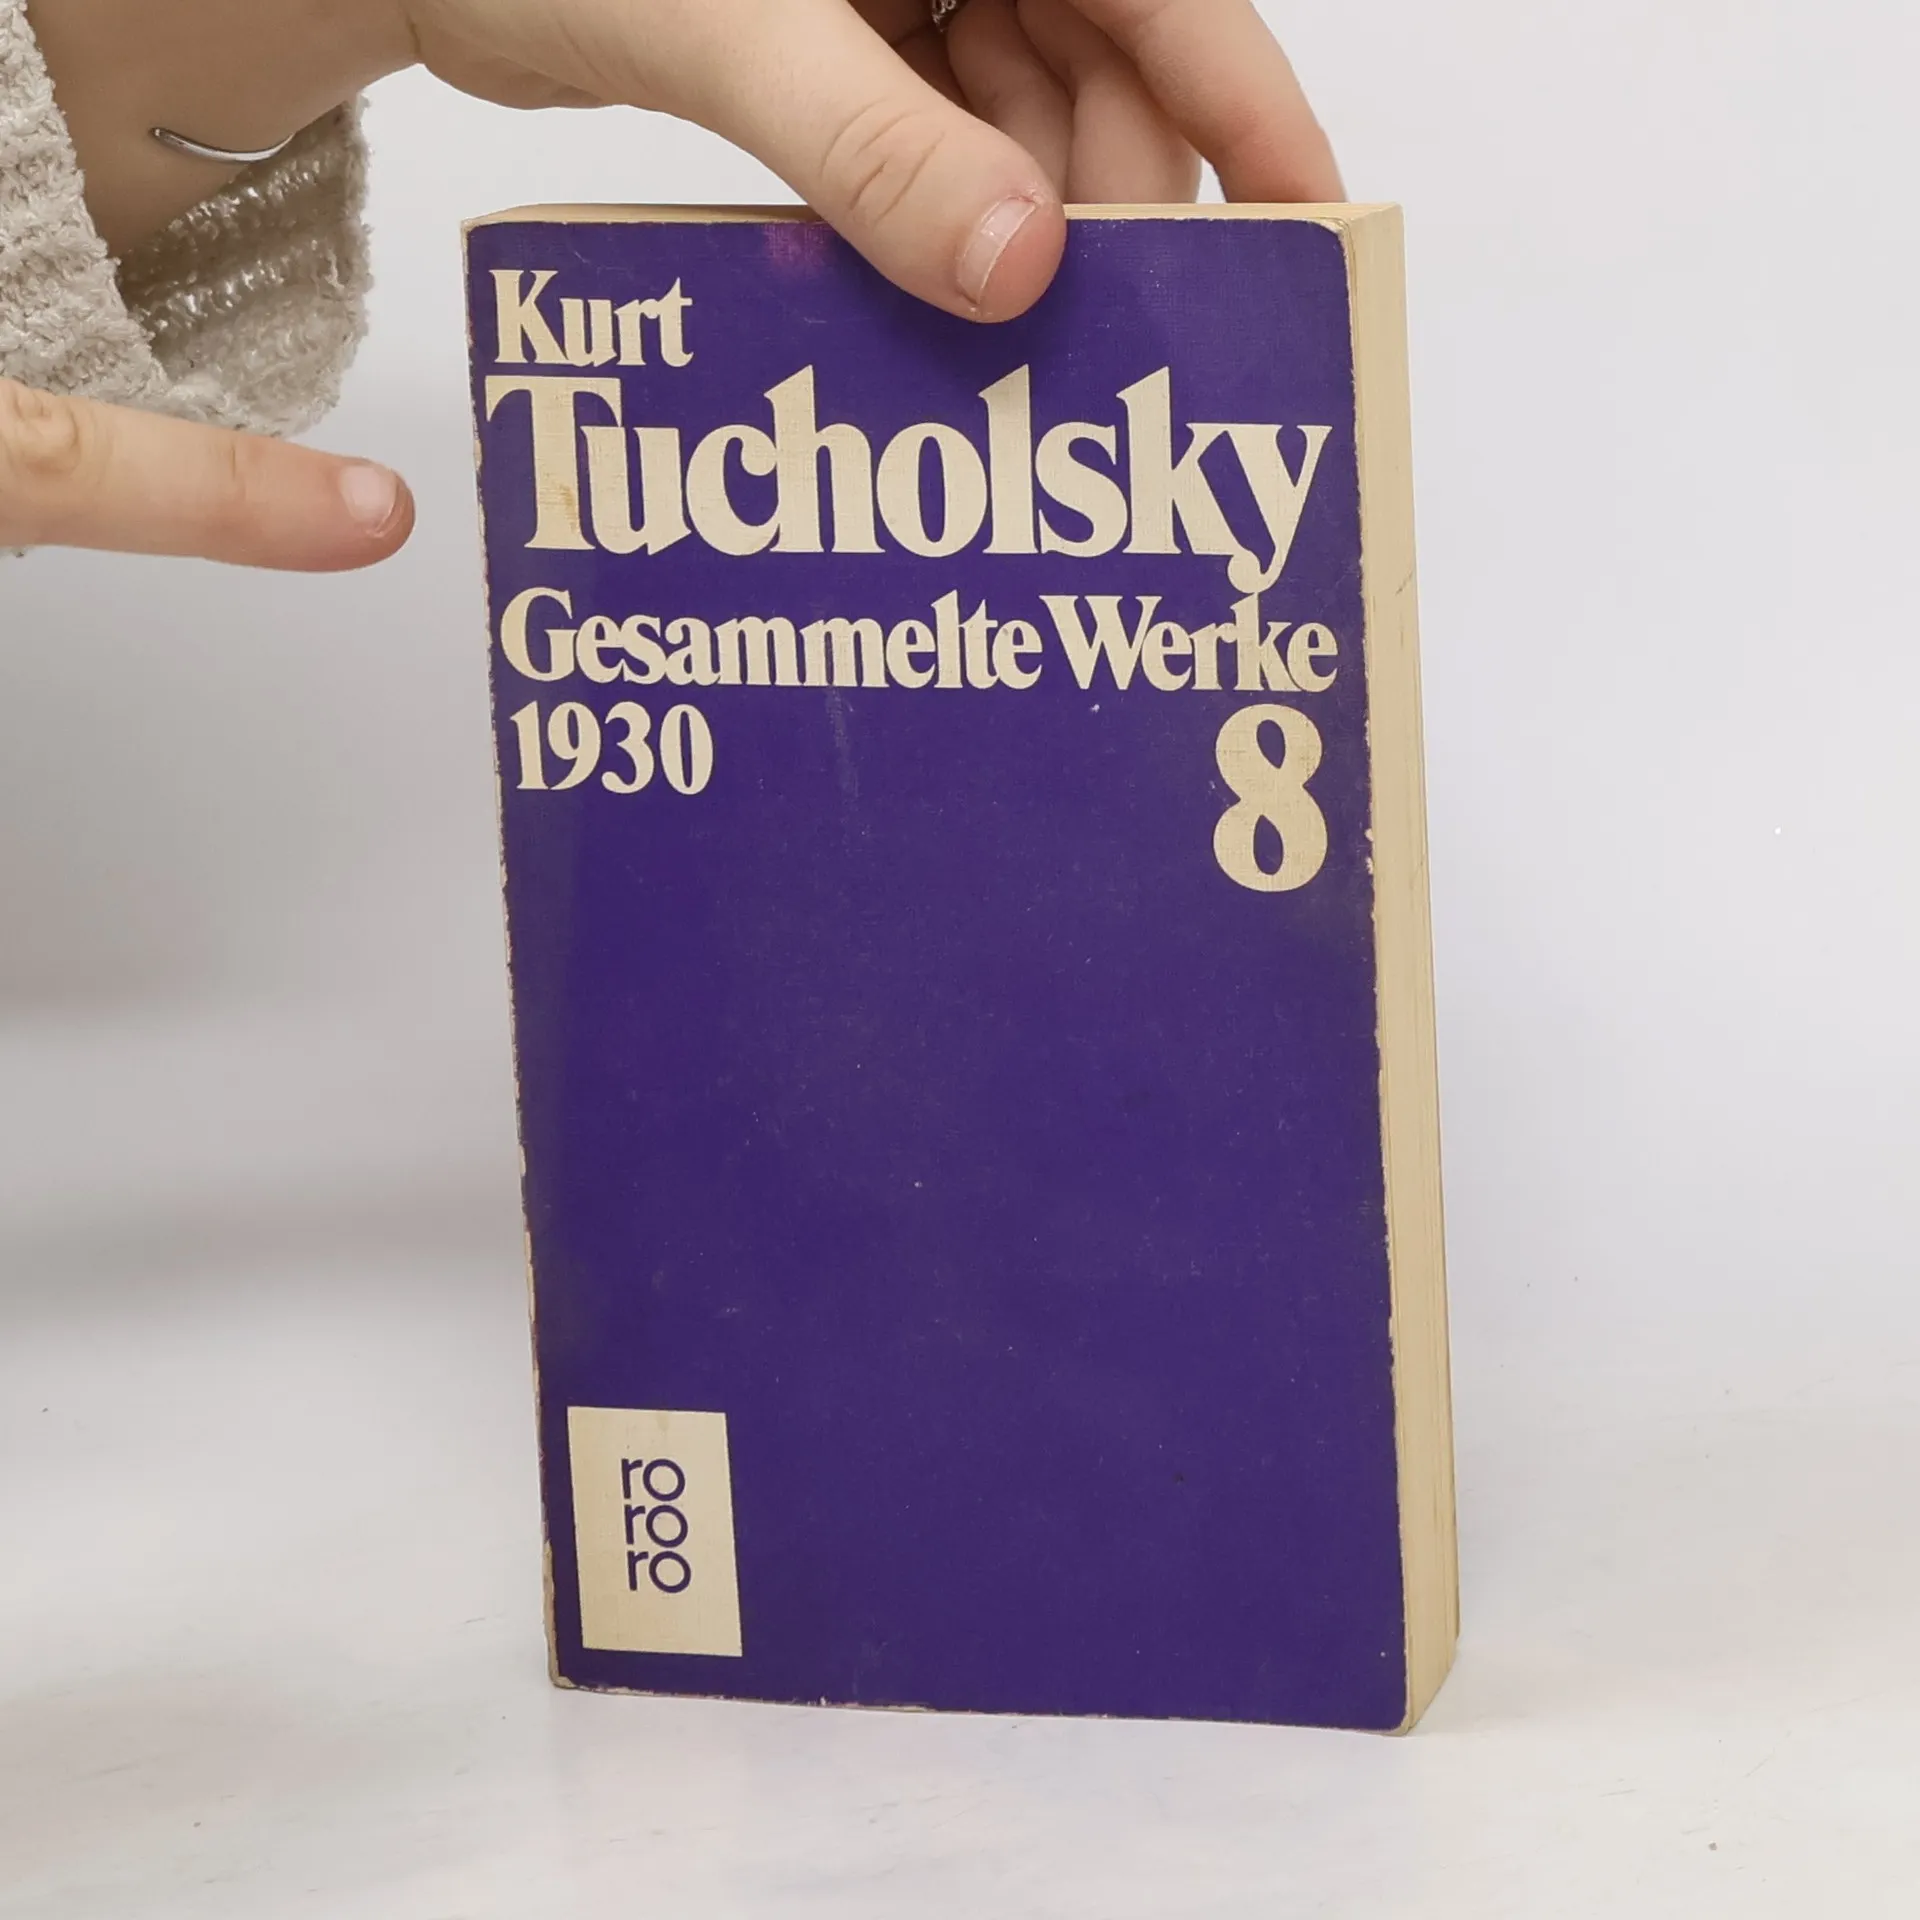 Kurt
Tucholsky
Gesammelte Werke
1930 8
ro
ro
ro